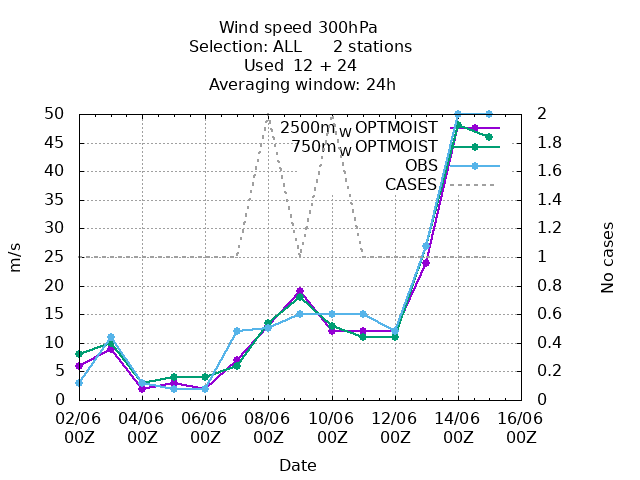 Wind speed 300hPa
Selection: ALL 2 stations
Used 12 + 24
Averaging window: 24h
50
45
40
35
30
25
20
15
10
5
0
2
1.8
1.6
1.4
1.2
1
0.8
0.6
0.4
0.2
0
2500m_W OPTMOIST
750m_W OPTMOIST
OBS
CASES
m/s
No cases
02/06 04/06 06/06 08/06 10/06 12/06 14/06 16/06
00Z 00Z 00Z 00Z 00Z 00Z 00Z 00Z
Date